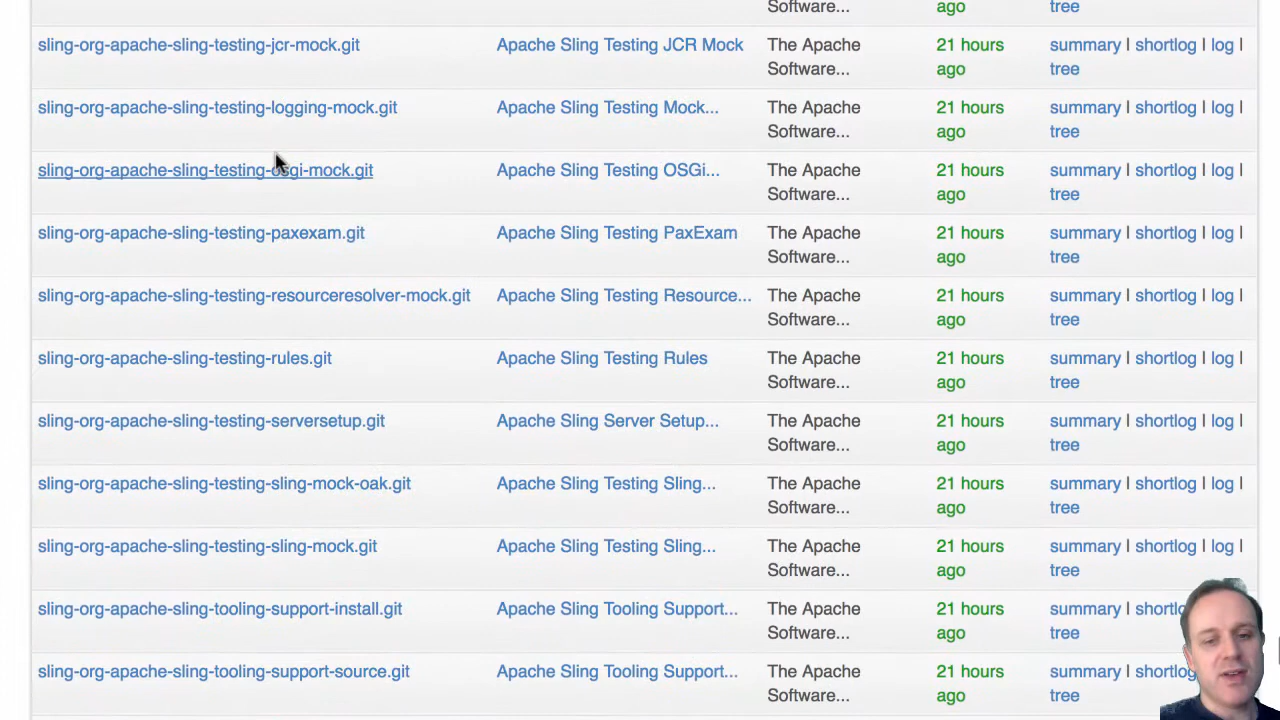 ago tree
sling-org-apache-sling-testing-jcr-mock.git Apache Sling Testing JCR Mock The Apache 21 hours summary | shortlog | log |
Software... ago tree
sling-org-apache-sling-testing-logging-mock.git Apache Sling Testing Mock... The Apache 21 hours summary | shortlog | log |
Software... ago tree
sling-org-apache-sling-testing-osgi-mock.git Apache Sling Testing OSGi... The Apache 21 hours summary | shortlog | log |
Software... ago tree
sling-org-apache-sling-testing-paxexam.git Apache Sling Testing PaxExam The Apache 21 hours summary | shortlog | log |
Software... ago tree
sling-org-apache-sling-testing-resourceresolver-mock.git Apache Sling Testing Resource... The Apache 21 hours summary | shortlog | log |
Software... ago tree
sling-org-apache-sling-testing-rules.git Apache Sling Testing Rules The Apache 21 hours summary | shortlog | log |
Software... ago tree
sling-org-apache-sling-testing-serversetup.git Apache Sling Server Setup... The Apache 21 hours summary | shortlog | log |
Software... ago tree
sling-org-apache-sling-testing-sling-mock-oak.git Apache Sling Testing Sling... The Apache 21 hours summary | shortlog | log |
Software... ago tree
sling-org-apache-sling-testing-sling-mock.git Apache Sling Testing Sling... The Apache 21 hours summary | shortlog | log |
Software... ago tree
sling-org-apache-sling-tooling-support-install.git Apache Sling Tooling Support... The Apache 21 hours summary |
Software... ago tree
sling-org-apache-sling-tooling-support-source.git Apache Sling Tooling Support... The Apache 21 hours summary |
Software... ago tree